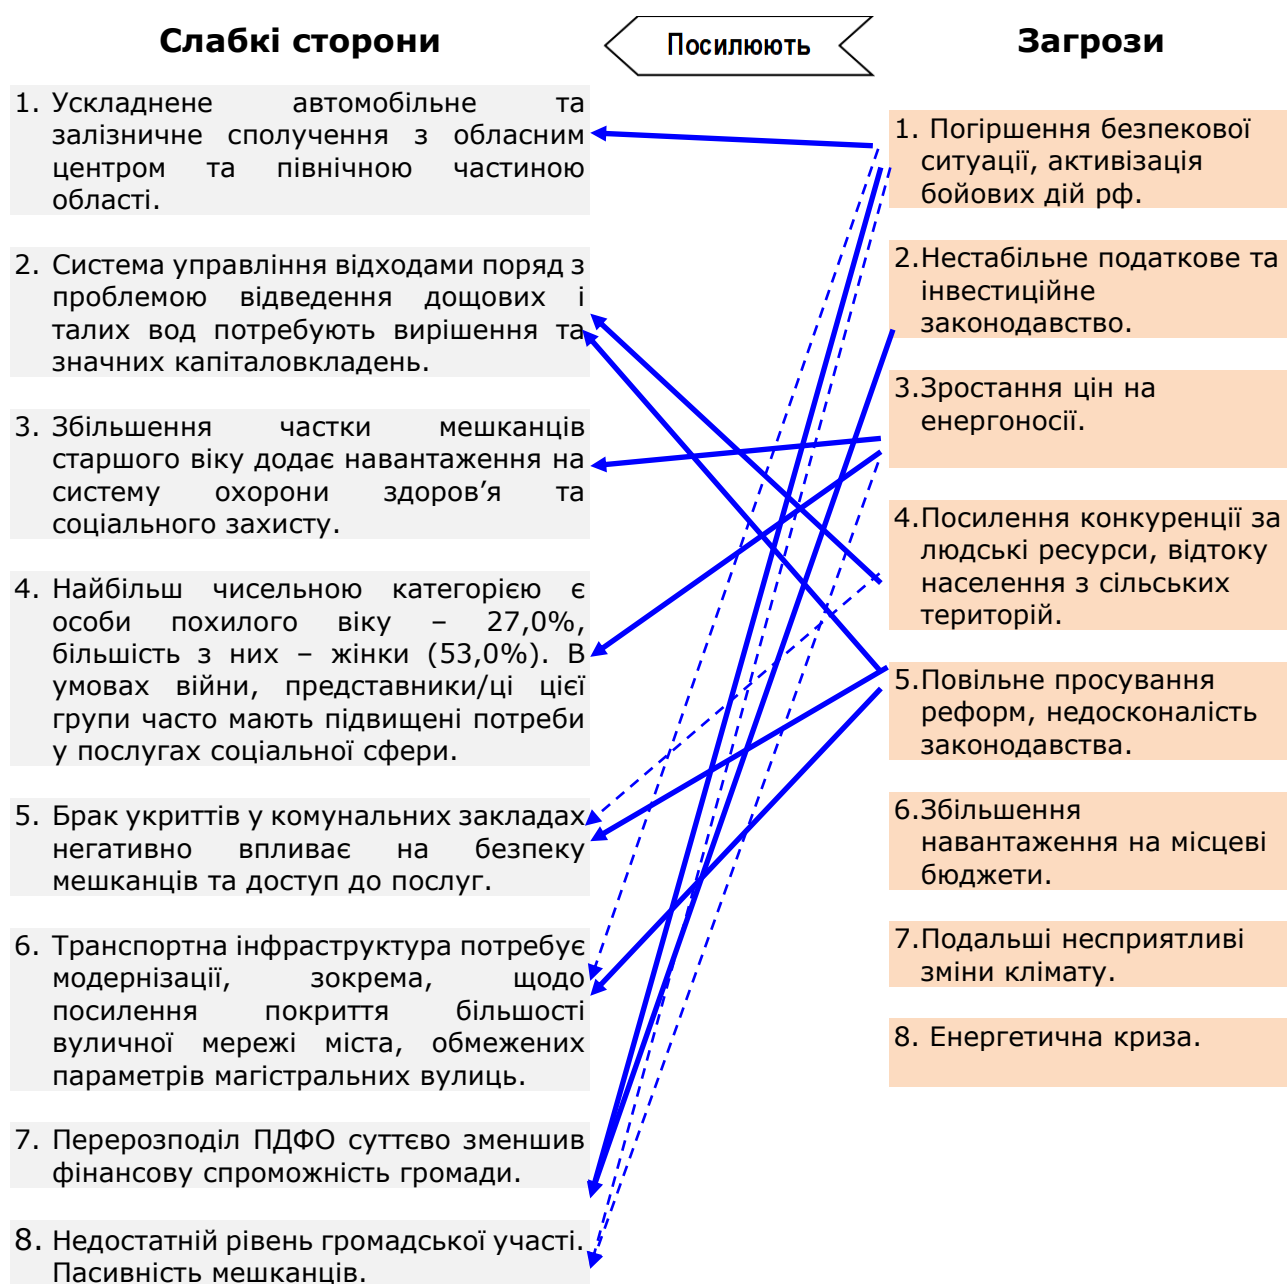 Слабкі сторони
Посилюють
Загрози
1. Ускладнене автомобільне та
залізничне сполучення з обласним
центром та північною частиною
області.
2. Система управління відходами поряд з
проблемою відведення дощових і
талих вод потребують вирішення та
значних капіталовкладень.
3. Збільшення частки мешканців
старшого віку додає навантаження на
систему охорони здоров’я та
соціального захисту.
4. Найбільш чисельною категорією є
особи похилого віку – 27,0%,
більшість з них – жінки (53,0%). В
умовах війни, представники/ці цієї
групи часто мають підвищені потреби
у послугах соціальної сфери.
5. Брак укриттів у комунальних закладах
негативно впливає на безпеку
мешканців та доступ до послуг.
6. Транспортна інфраструктура потребує
модернізації, зокрема, щодо
посилення покриття більшості
вуличної мережі міста, обмежених
параметрів магістральних вулиць.
7. Перерозподіл ПДФО суттєво зменшив
фінансову спроможність громади.
8. Недостатній рівень громадської участі.
Пасивність мешканців.
1. Погіршення безпекової
ситуації, активізація
бойових дій рф.
2.Нестабільне податкове та
інвестиційне
законодавство.
3.Зростання цін на
енергоносії.
4.Посилення конкуренції за
людські ресурси, відтоку
населення з сільських
територій.
5.Повільне просування
реформ, недосконалість
законодавства.
6.Збільшення
навантаження на місцеві
бюджети.
7.Подальші несприятливі
зміни клімату.
8. Енергетична криза.